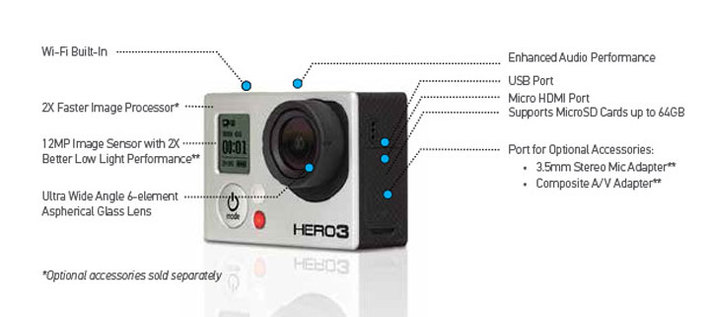 Wi-Fi Built-In
2X Faster Image Processor*
12MP Image Sensor with 2X
Better Low Light Performance**
Ultra Wide Angle 6-element
Aspherical Glass Lens
Enhanced Audio Performance
USB Port
Micro HDMI Port
Supports MicroSD Cards up to 64GB
Port for Optional Accessories:
• 3.5mm Stereo Mic Adapter**
• Composite A/V Adapter**
00:01
mode
HERO3
*Optional accessories sold separately